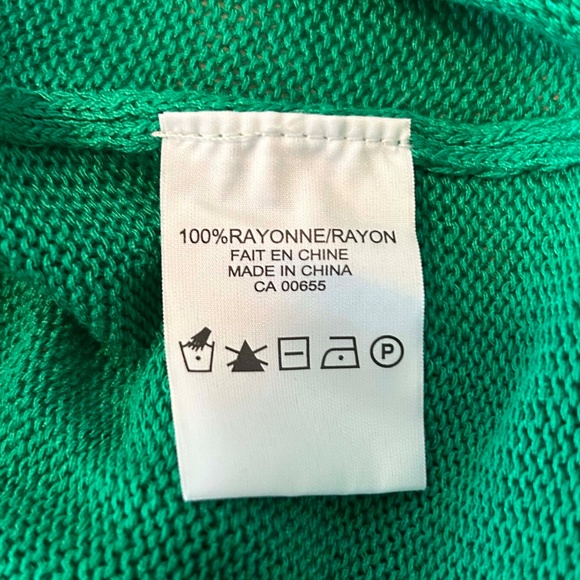 100%RAYONNE/RAYON
FAIT EN CHINE
MADE IN CHINA
CA 00655
P